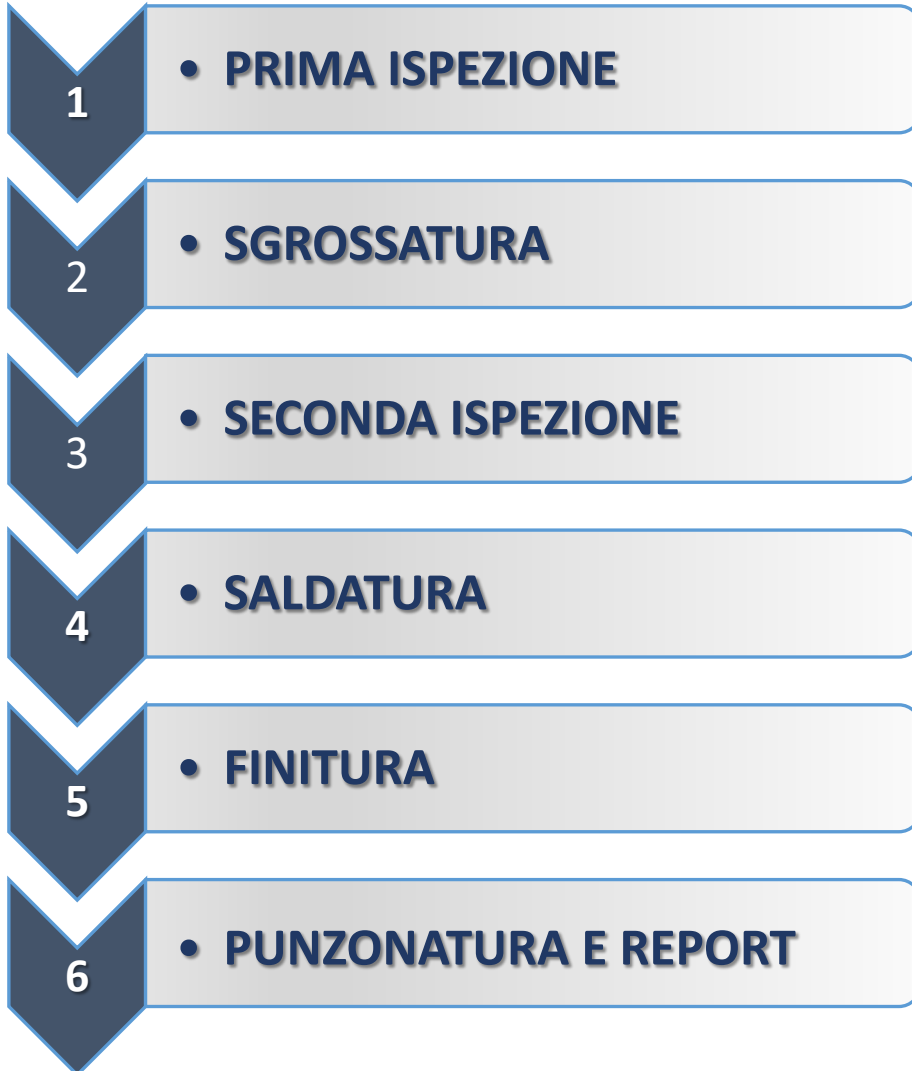 1
• PRIMA ISPEZIONE
2
• SGROSSATURA
3
• SECONDA ISPEZIONE
4
• SALDATURA
5
• FINITURA
6
• PUNZONATURA E REPORT